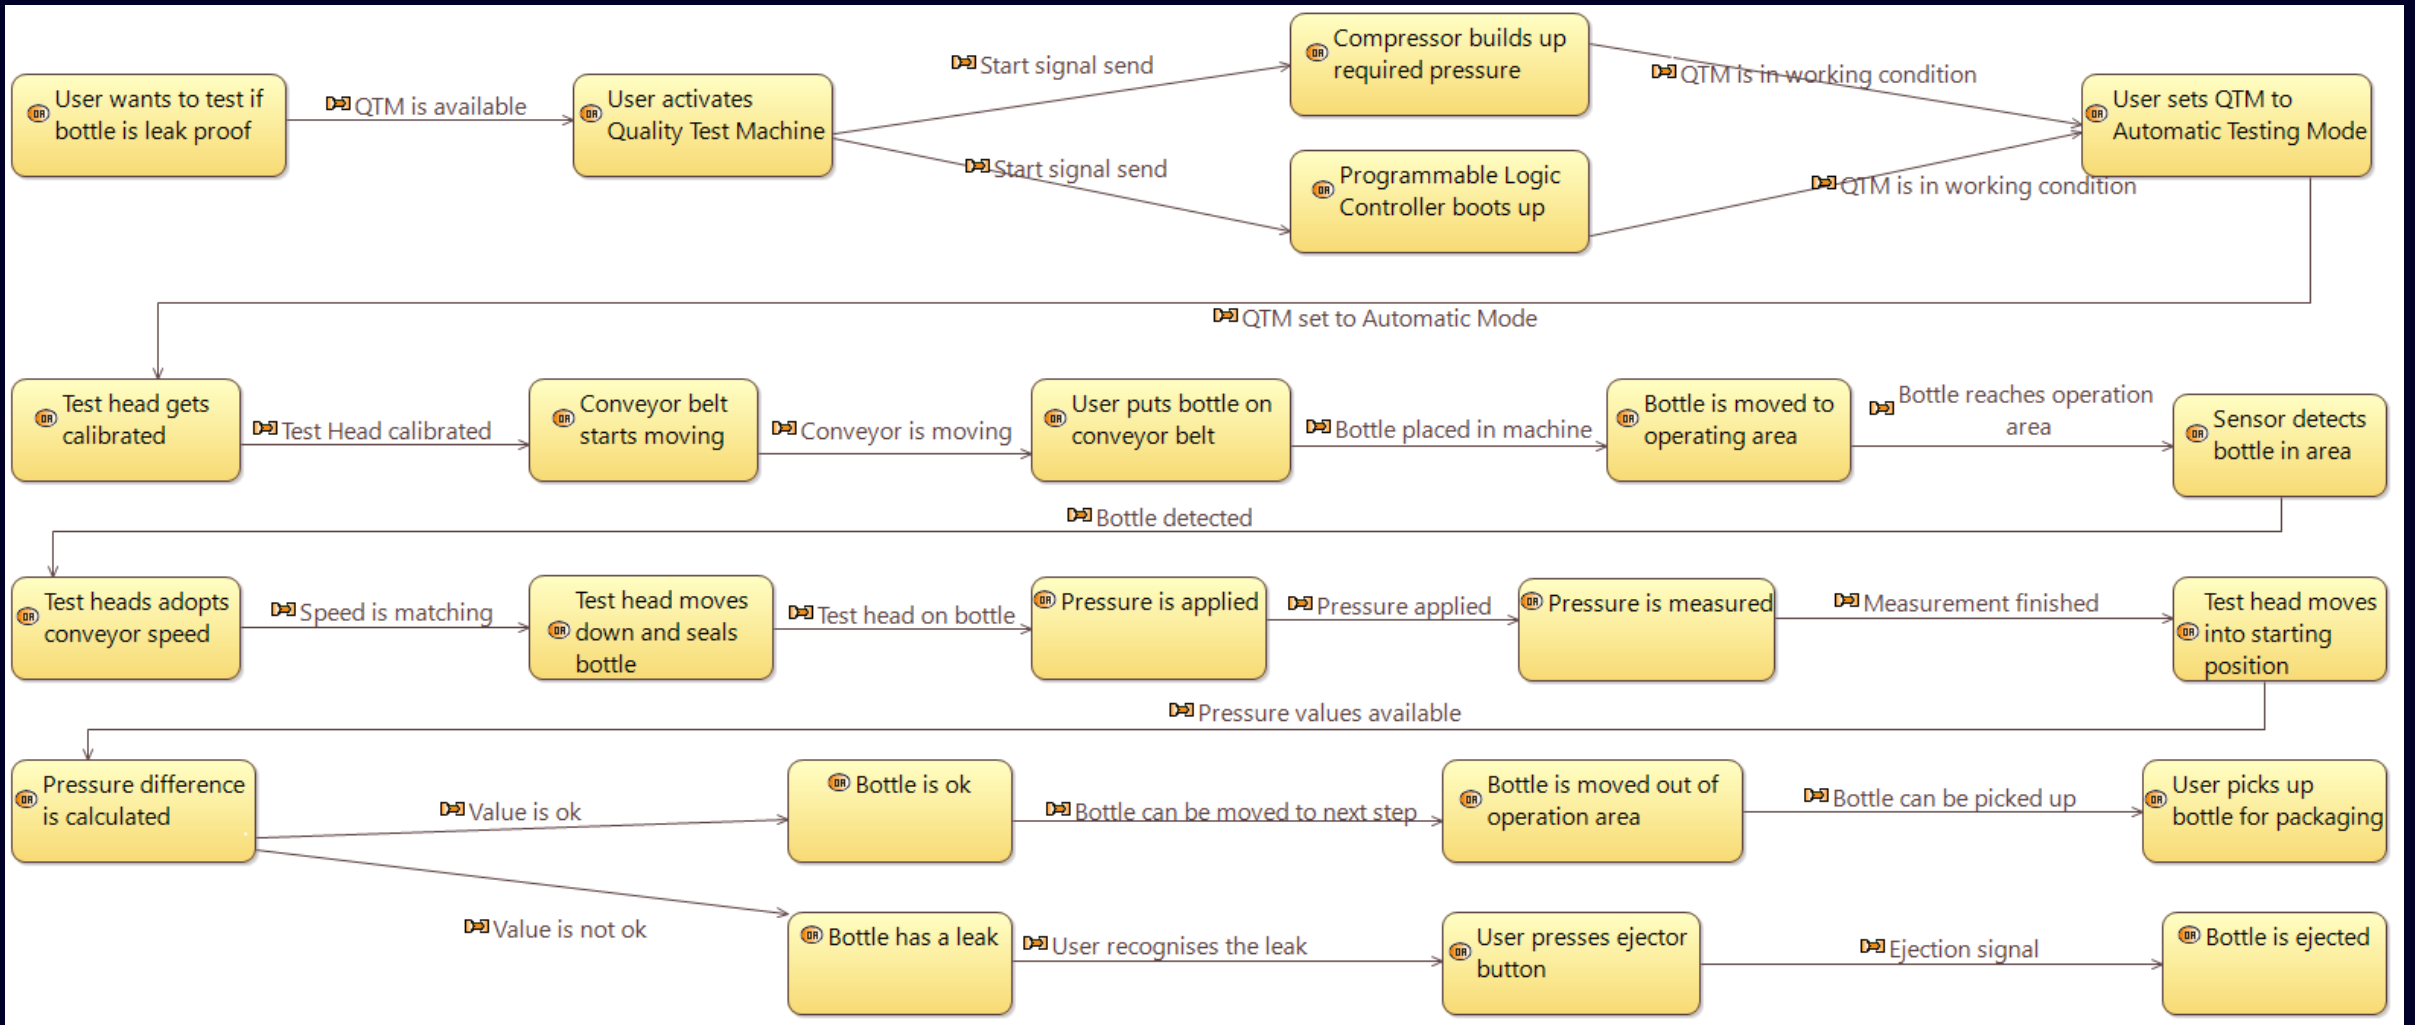 User wants to test if
bottle is leak proof
QTM is available
User activates
Quality Test Machine
Start signal send
Start signal send
Compressor builds up
required pressure
Programmable Logic
Controller boots up
QTM is in working condition
QTM is in working condition
User sets QTM to
Automatic Testing Mode
QTM set to Automatic Mode
Test head gets
calibrated
Test Head calibrated
Conveyor belt
starts moving
Conveyor is moving
User puts bottle on
conveyor belt
Bottle placed in machine
Bottle is moved to
operating area
Bottle reaches operation
area
Sensor detects
bottle in area
Bottle detected
Test heads adopts
conveyor speed
Speed is matching
Test head moves
down and seals
bottle
Test head on bottle
Pressure is applied
Pressure applied
Pressure is measured
Measurement finished
Test head moves
into starting
position
Pressure values available
Pressure difference
is calculated
Value is ok
Bottle is ok
Bottle can be moved to next step
Bottle is moved out of
operation area
Bottle can be picked up
User picks up
bottle for packaging
Value is not ok
Bottle has a leak
User recognises the leak
User presses ejector
button
Ejection signal
Bottle is ejected